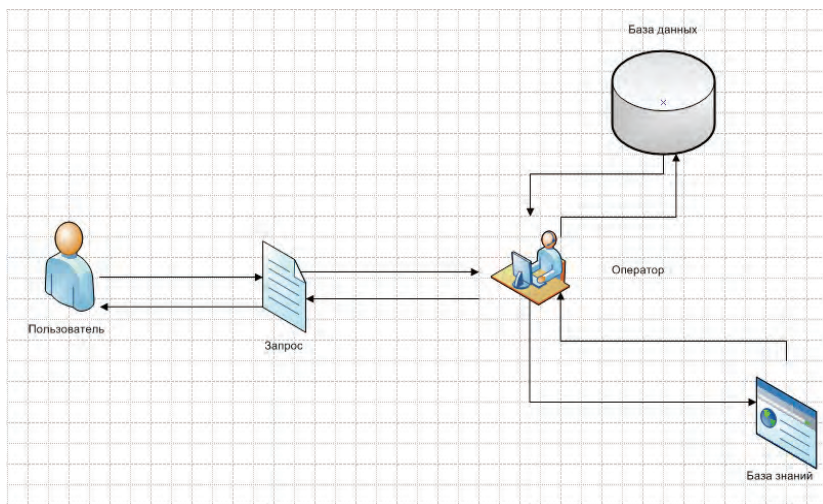 База данных
Оператор
Пользователь
Запрос
База знаний